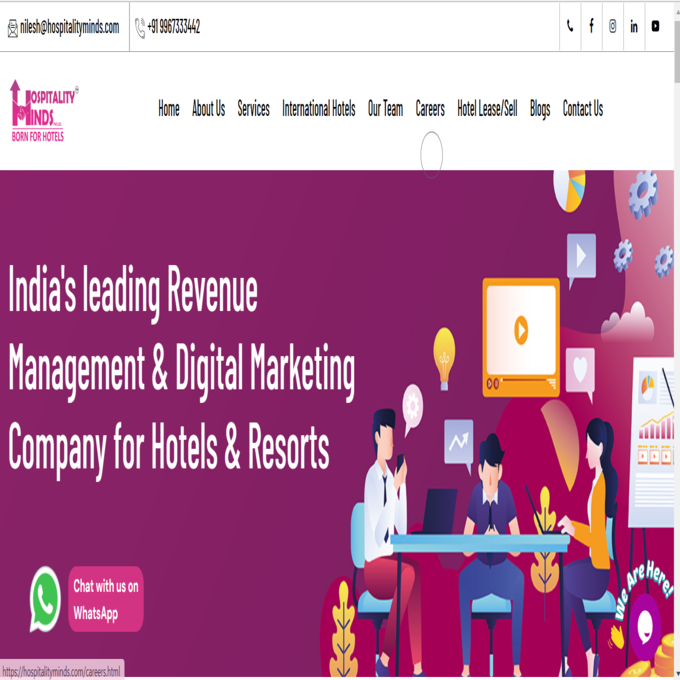 nilesh@hospitalityminds.com +91 9967333442
HOSPITALITY
MINDS
BORN FOR HOTELS
Home About Us Services International Hotels Our Team Careers Hotel Lease/Sell Blogs Contact Us
India's leading Revenue
Management & Digital Marketing
Company for Hotels & Resorts
Chat with us on
WhatsApp
We Are Here!
https://hospitalityminds.com/careers.html